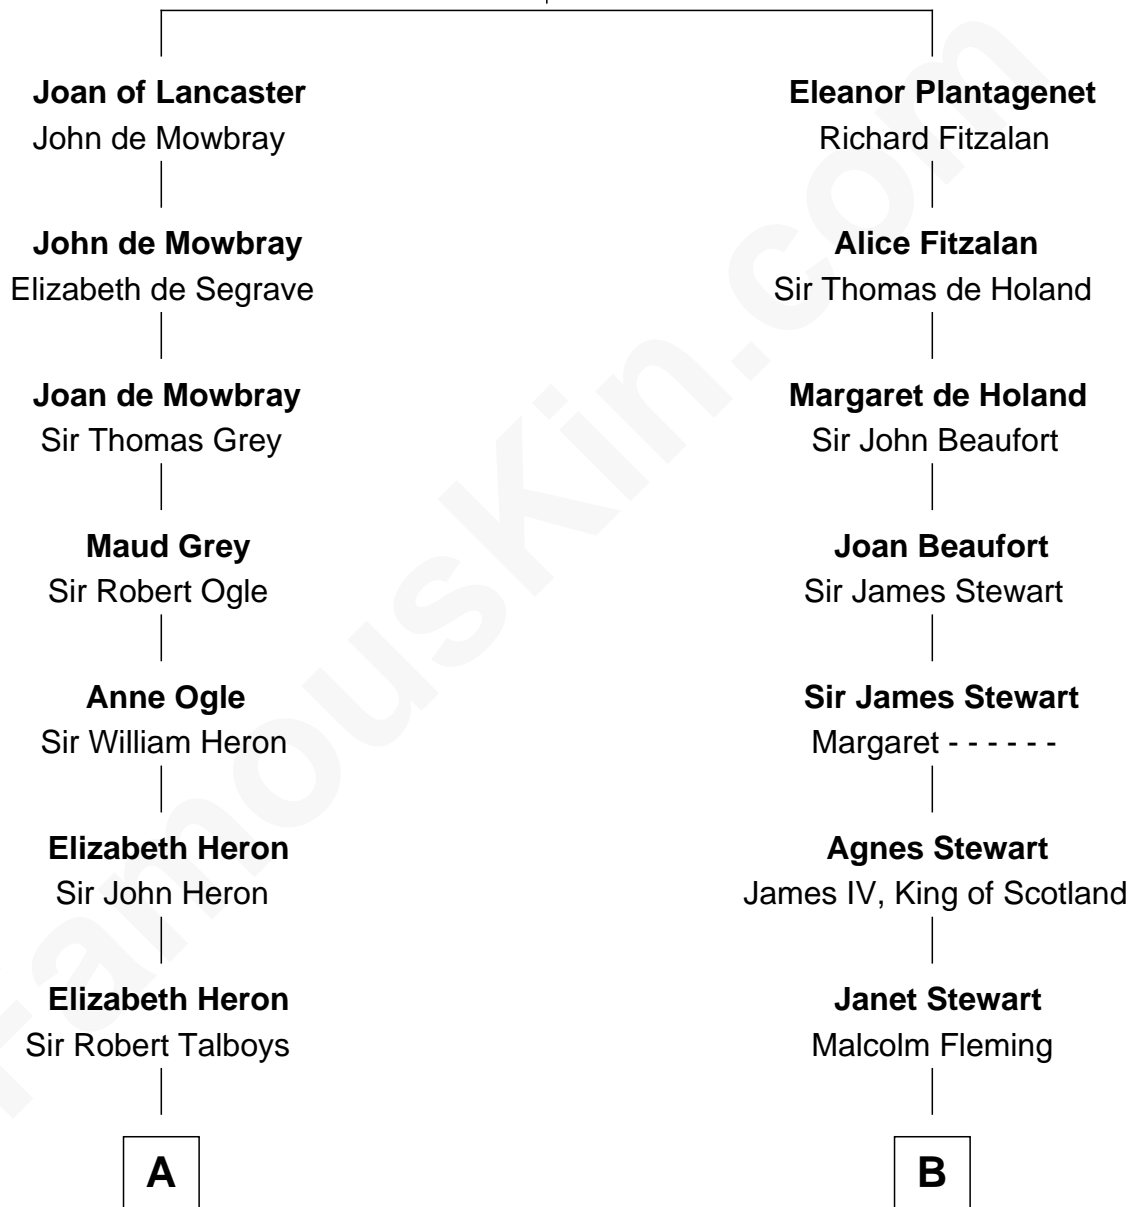 Joan of Lancaster
John de Mowbray
John de Mowbray
Elizabeth de Segrave
Joan de Mowbray
Sir Thomas Grey
Maud Grey
Sir Robert Ogle
Anne Ogle
Sir William Heron
Elizabeth Heron
Sir John Heron
Elizabeth Heron
Sir Robert Talboys
A
Eleanor Plantagenet
Richard Fitzalan
Alice Fitzalan
Sir Thomas de Holand
Margaret de Holand
Sir John Beaufort
Joan Beaufort
Sir James Stewart
Sir James Stewart
Margaret - - - - - -
Agnes Stewart
James IV, King of Scotland
Janet Stewart
Malcolm Fleming
B
FamousKin.com